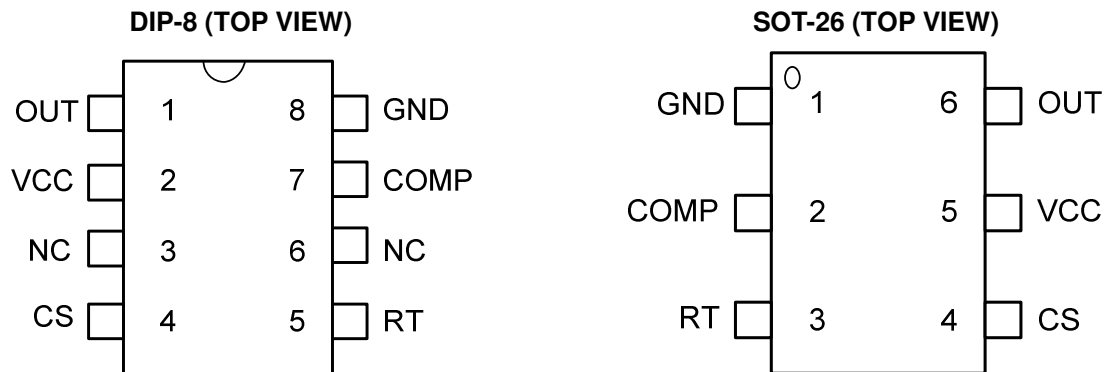 DIP-8 (TOP VIEW)
OUT 1 8 GND
VCC 2 7 COMP
NC 3 6 NC
CS 4 5 RT
SOT-26 (TOP VIEW)
GND 1 6 OUT
COMP 2 5 VCC
RT 3 4 CS